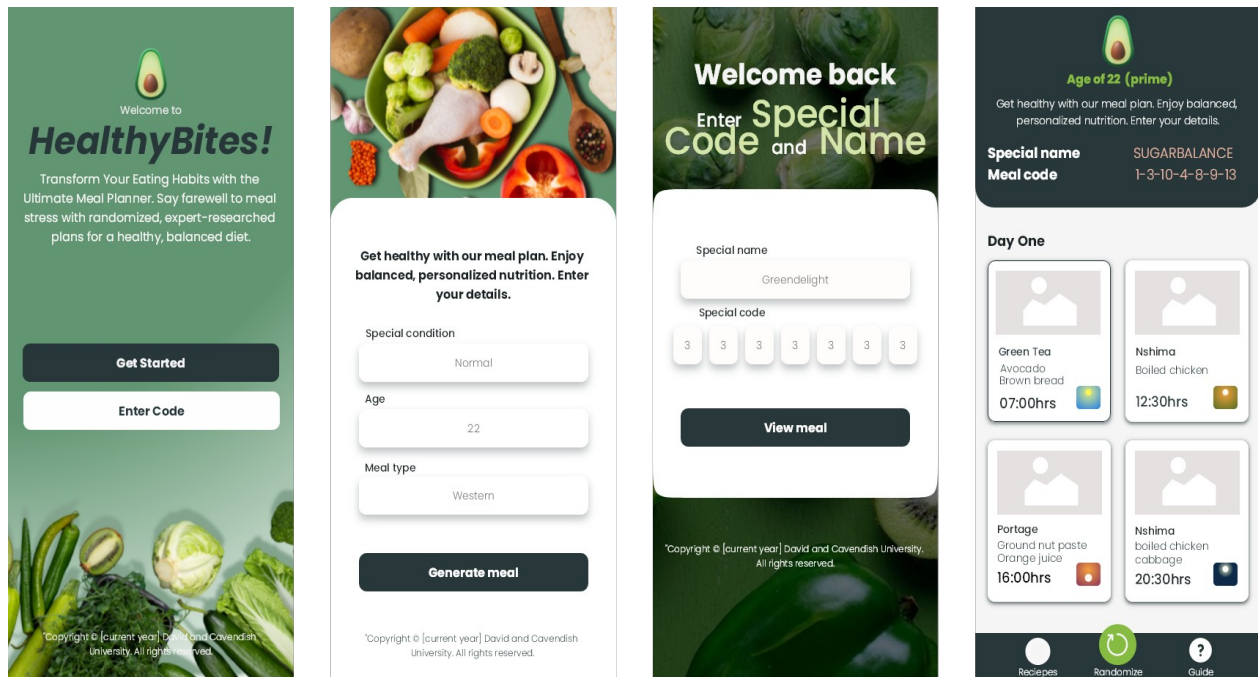 Welcome to
HealthyBites!
Transform Your Eating Habits with the
Ultimate Meal Planner. Say farewell to meal
stress with randomized, expert-researched
plans for a healthy, balanced diet.
Get Started
Enter Code
"Copyright © [current year] David and Cavendish
University. All rights reserved.
Get healthy with our meal plan. Enjoy
balanced, personalized nutrition. Enter
your details.
Special condition
Normal
Age
22
Meal type
Western
Generate meal
"Copyright © [current year] David and Cavendish
University. All rights reserved.
Welcome back
Enter Special
Code and Name
Special name
Greendelight
Special code
3 3 3 3 3 3 3
View meal
"Copyright © [current year] David and Cavendish University.
All rights reserved.
Age of 22 (prime)
Get healthy with our meal plan. Enjoy balanced,
personalized nutrition. Enter your details.
Special name SUGARBALANCE
Meal code 1-3-10-4-8-9-13
Day One
Green Tea
Avocado
Brown bread
07:00hrs
Nshima
Boiled chicken
12:30hrs
Portage
Ground nut paste
Orange juice
16:00hrs
Nshima
boiled chicken
cabbage
20:30hrs
Reciepes
Randomize
?
Guide